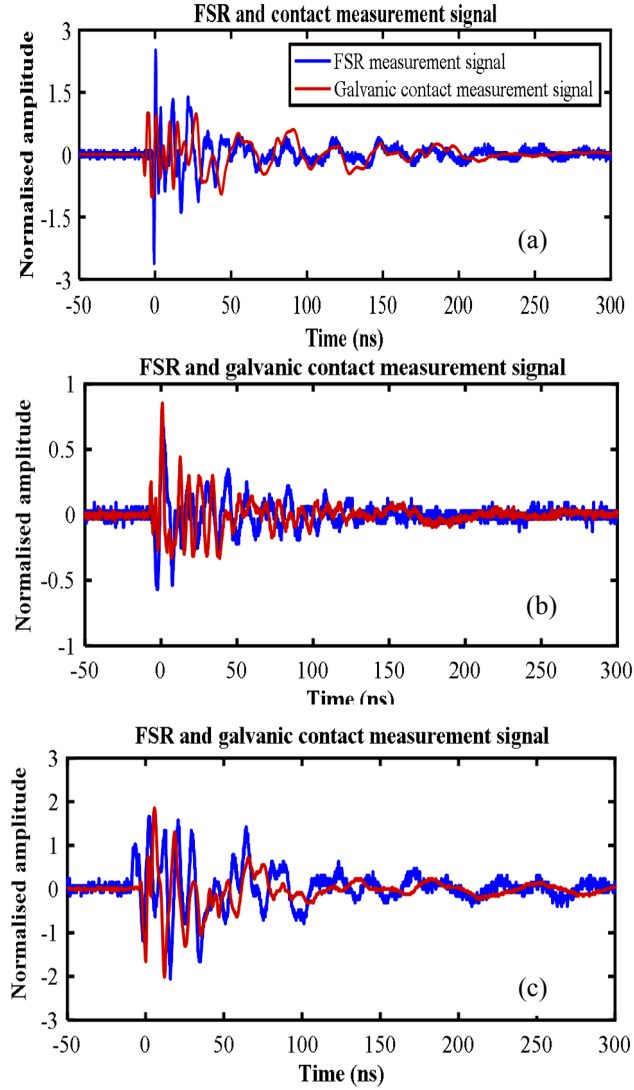 FSR and contact measurement signal
3
1.5
0
-1.5
-3
Normalised amplitude
FSR measurement signal
Galvanic contact measurement signal
(a)
-50 0 50 100 150 200 250 300
Time (ns)
FSR and galvanic contact measurement signal
1
0.5
0
-0.5
-1
Normalised amplitude
(b)
-50 0 50 100 150 200 250 300
Time (ns)
FSR and galvanic contact measurement signal
3
2
1
0
-1
-2
-3
Normalised amplitude
(c)
-50 0 50 100 150 200 250 300
Time (ns)